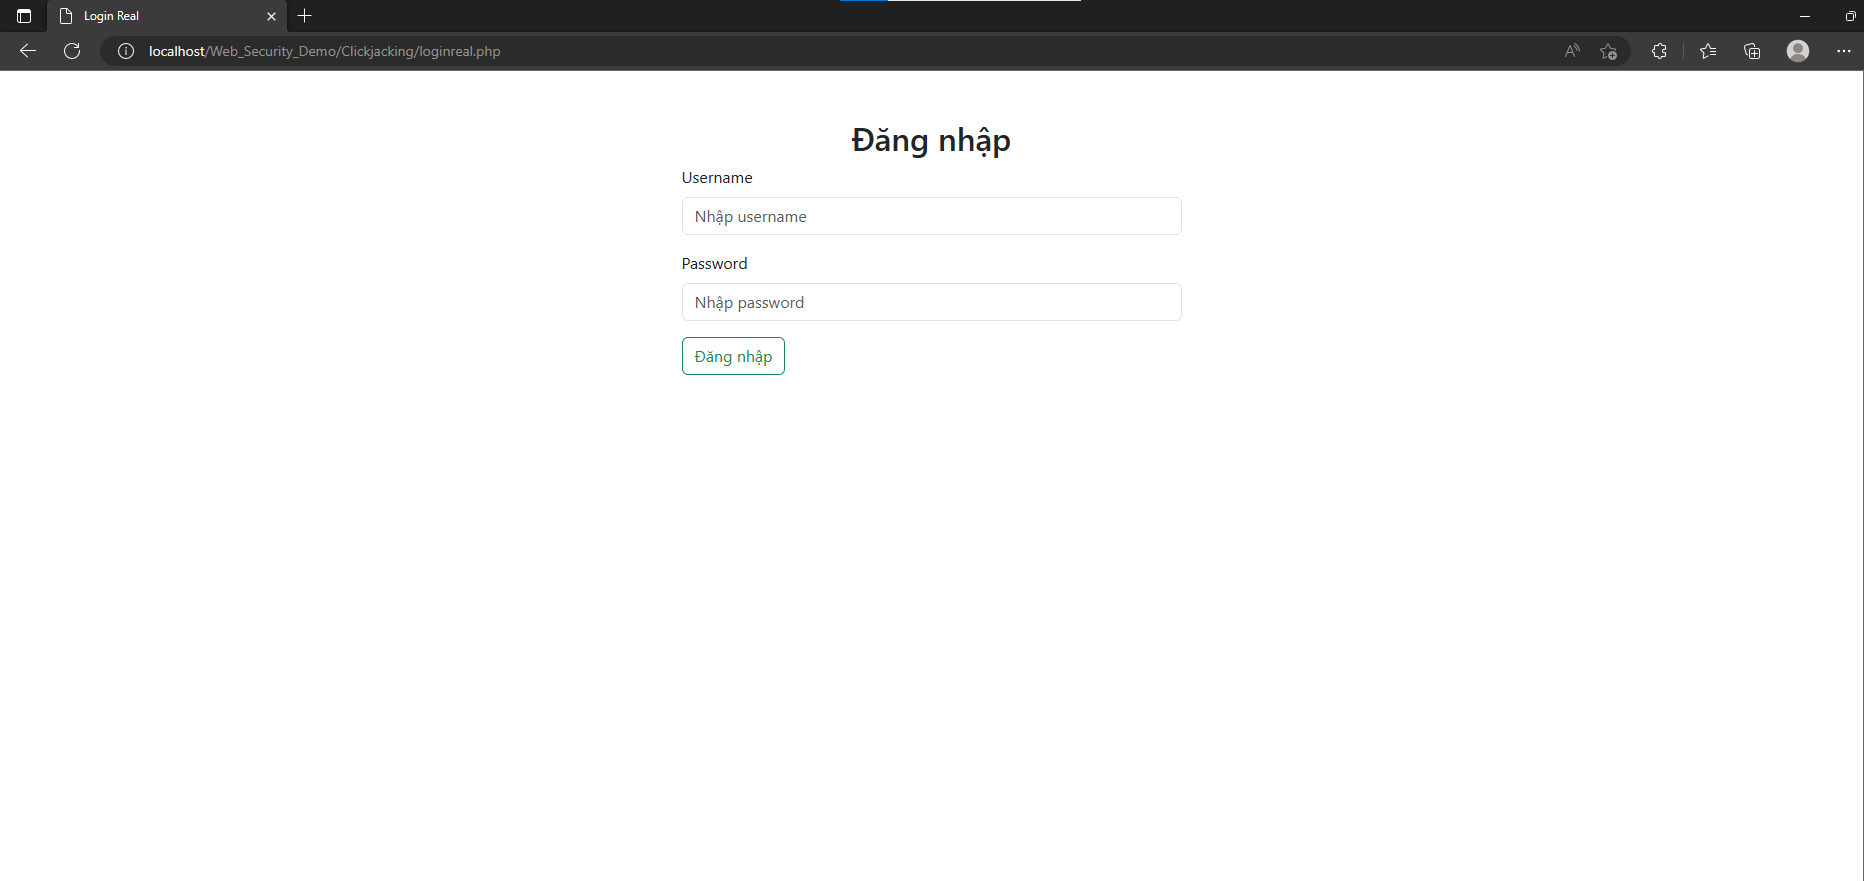 Login Real
localhost/Web_Security_Demo/Clickjacking/loginreal.php
Đăng nhập
Username
Nhập username
Password
Nhập password
Đăng nhập